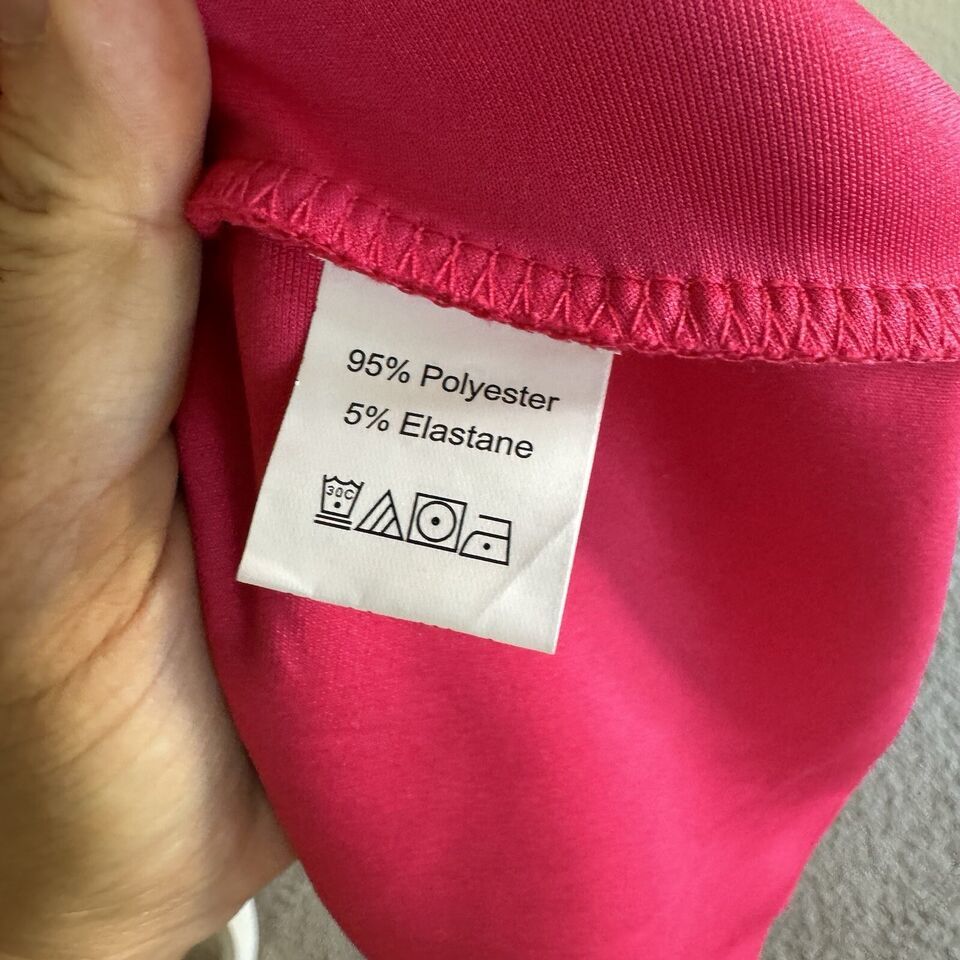 95% Polyester
5% Elastane
30C